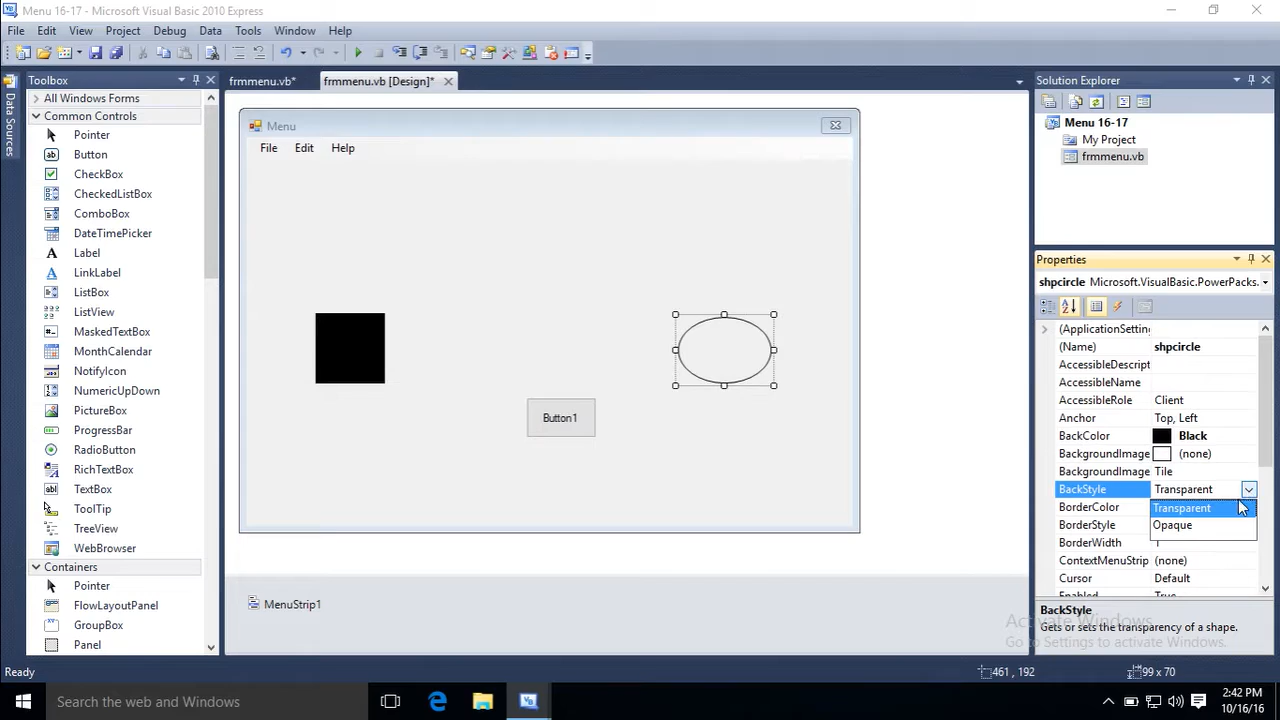 Menu 16-17 - Microsoft Visual Basic 2010 Express
File Edit View Project Debug Data Tools Window Help
Data Sources
Toolbox
All Windows Forms
Common Controls
Pointer
Button
CheckBox
CheckedListBox
ComboBox
DateTimePicker
Label
LinkLabel
ListBox
ListView
MaskedTextBox
MonthCalendar
NotifyIcon
NumericUpDown
PictureBox
ProgressBar
RadioButton
RichTextBox
TextBox
ToolTip
TreeView
WebBrowser
Containers
Pointer
FlowLayoutPanel
GroupBox
Panel
frmmenu.vb* frmmenu.vb [Design]*
Menu
File Edit Help
Button1
MenuStrip1
Solution Explorer
Menu 16-17
My Project
frmmenu.vb
Properties
shpcircle Microsoft.VisualBasic.PowerPacks.
(ApplicationSetting
(Name) shpcircle
AccessibleDescript
AccessibleName
AccessibleRole Client
Anchor Top, Left
BackColor Black
BackgroundImage (none)
BackgroundImage Tile
BackStyle Transparent
BorderColor Transparent
BorderStyle Opaque
BorderWidth 1
ContextMenuStrip (none)
Cursor Default
Enabled True
BackStyle
Gets or sets the transparency of a shape.
Activate Windows
Go to Settings to activate Windows.
Ready 461 , 192 99 x 70
Search the web and Windows
2:42 PM
10/16/16